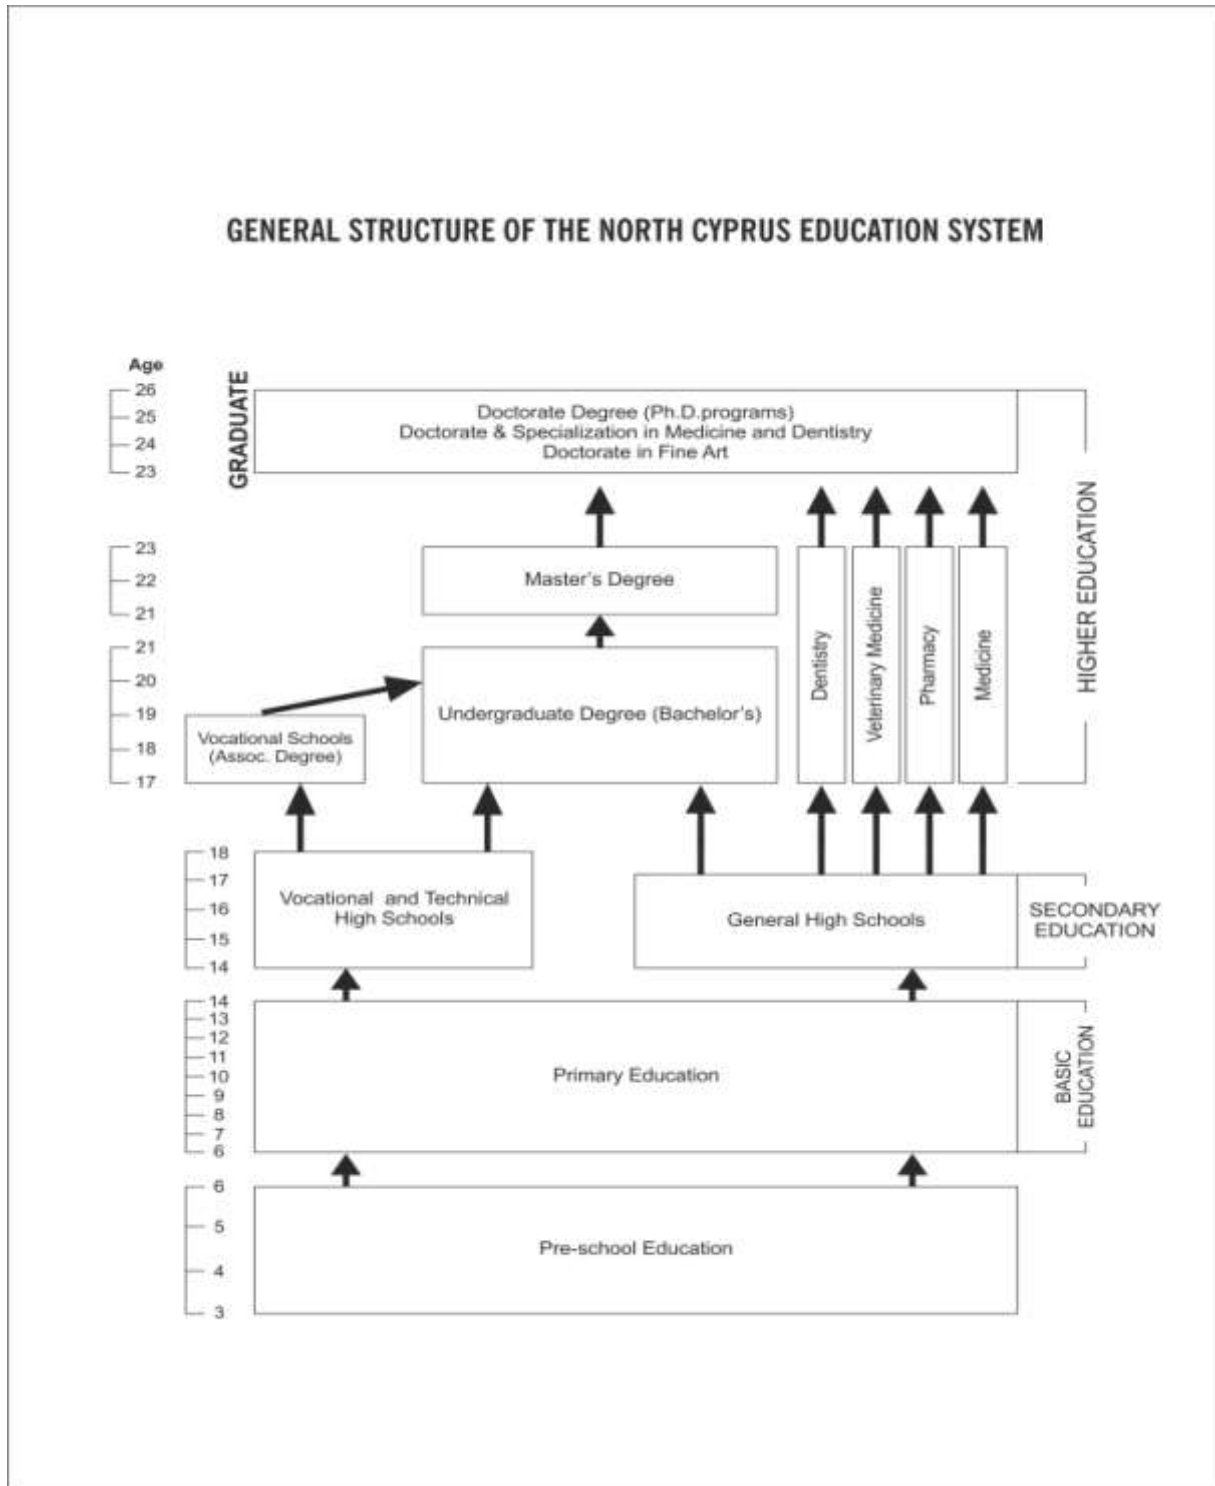 GENERAL STRUCTURE OF THE NORTH CYPRUS EDUCATION SYSTEM
Age
26
25
24
23
GRADUATE
Doctorate Degree (Ph.D.programs)
Doctorate & Specialization in Medicine and Dentistry
Doctorate in Fine Art
HIGHER EDUCATION
23
22
21
Master's Degree
21
20
19
18
17
Vocational Schools
(Assoc. Degree)
Undergraduate Degree (Bachelor's)
Dentistry
Veterinary Medicine
Pharmacy
Medicine
18
17
16
15
14
Vocational and Technical
High Schools
General High Schools
SECONDARY
EDUCATION
14
13
12
11
10
9
8
7
6
Primary Education
BASIC
EDUCATION
6
5
4
3
Pre-school Education